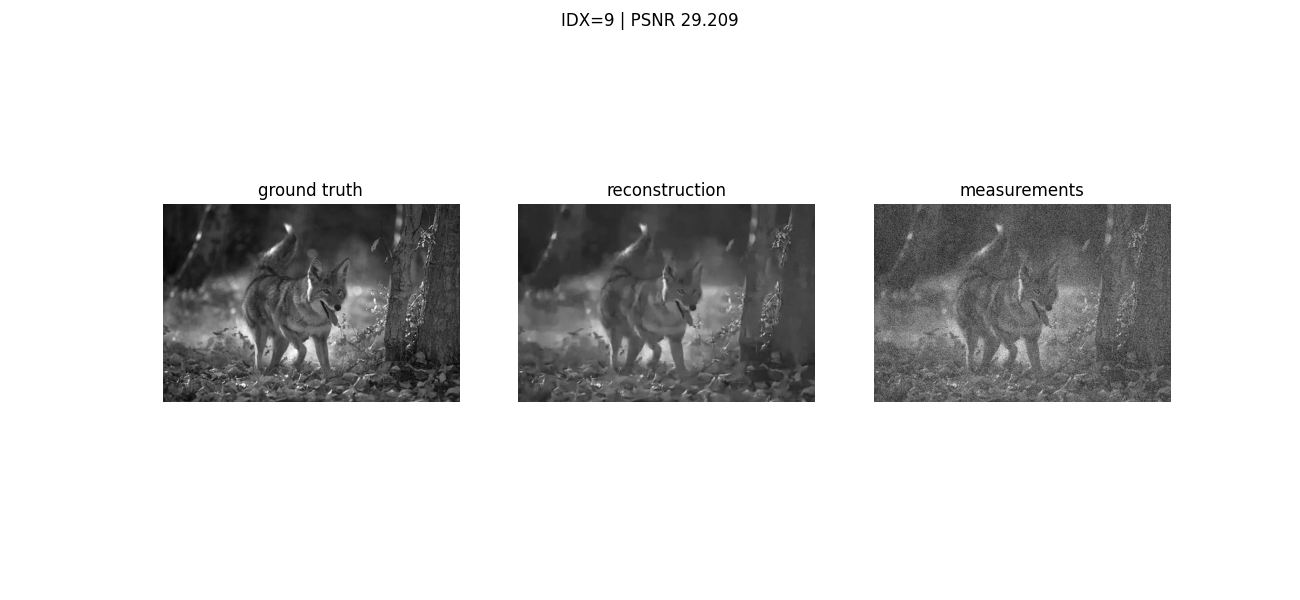 IDX=9 | PSNR 29.209
ground truth
reconstruction
measurements